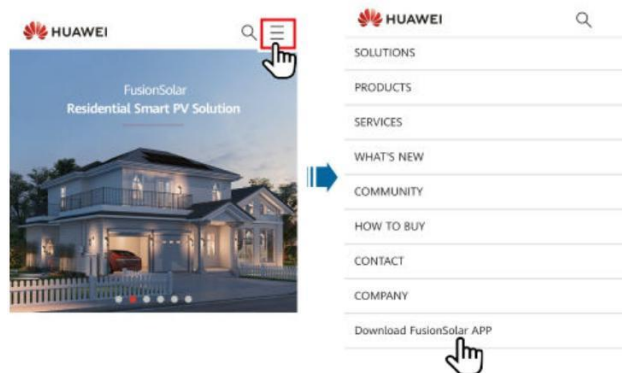 HUAWEI
FusionSolar
Residential Smart PV Solution
HUAWEI
SOLUTIONS
PRODUCTS
SERVICES
WHAT'S NEW
COMMUNITY
HOW TO BUY
CONTACT
COMPANY
Download FusionSolar APP